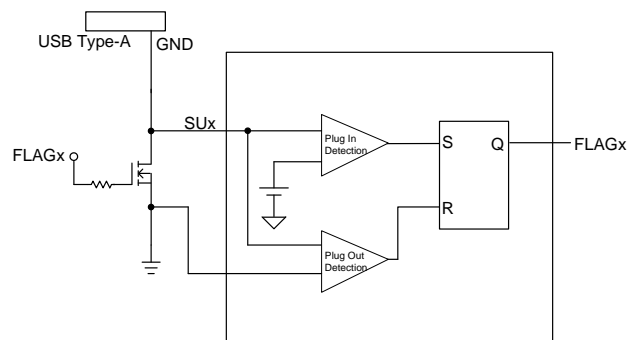 USB Type-A
GND
SUx
FLAGx
Plug In
Detection
S
Q
FLAGx
R
Plug Out
Detection